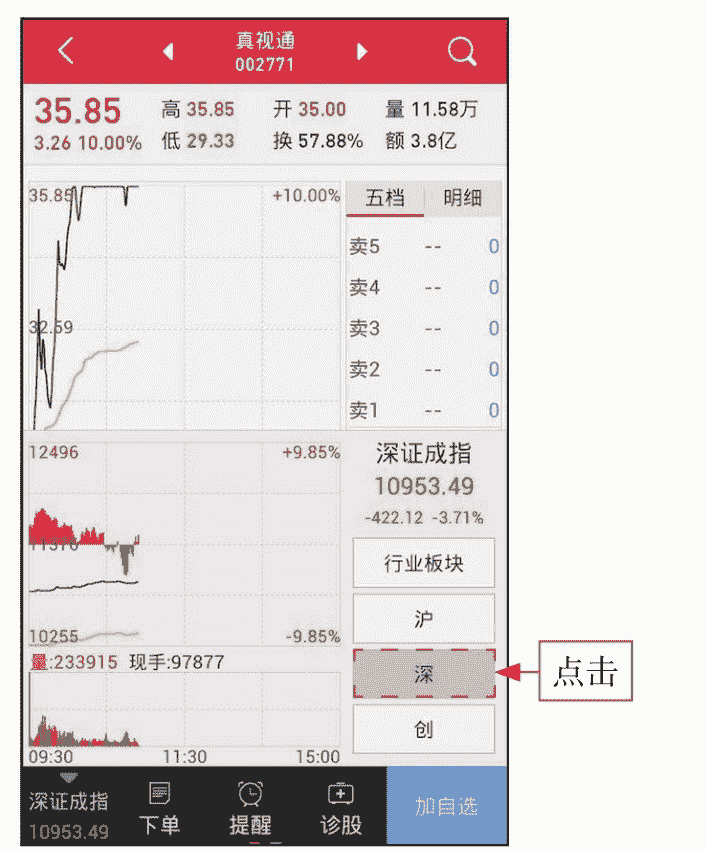 真视通
002771
35.85 高 35.85 开 35.00 量 11.58万
3.26 10.00% 低 29.33 换 57.88% 额 3.8亿
35.85 +10.00%
32.59
五档 明细
卖5 -- 0
卖4 -- 0
卖3 -- 0
卖2 -- 0
卖1 -- 0
12496 +9.85%
11376
10255 -9.85%
量:233915 现手:97877
09:30 11:30 15:00
深证成指
10953.49
-422.12 -3.71%
行业板块
沪
深
创
点击
深证成指
10953.49
下单
提醒
诊股
加自选